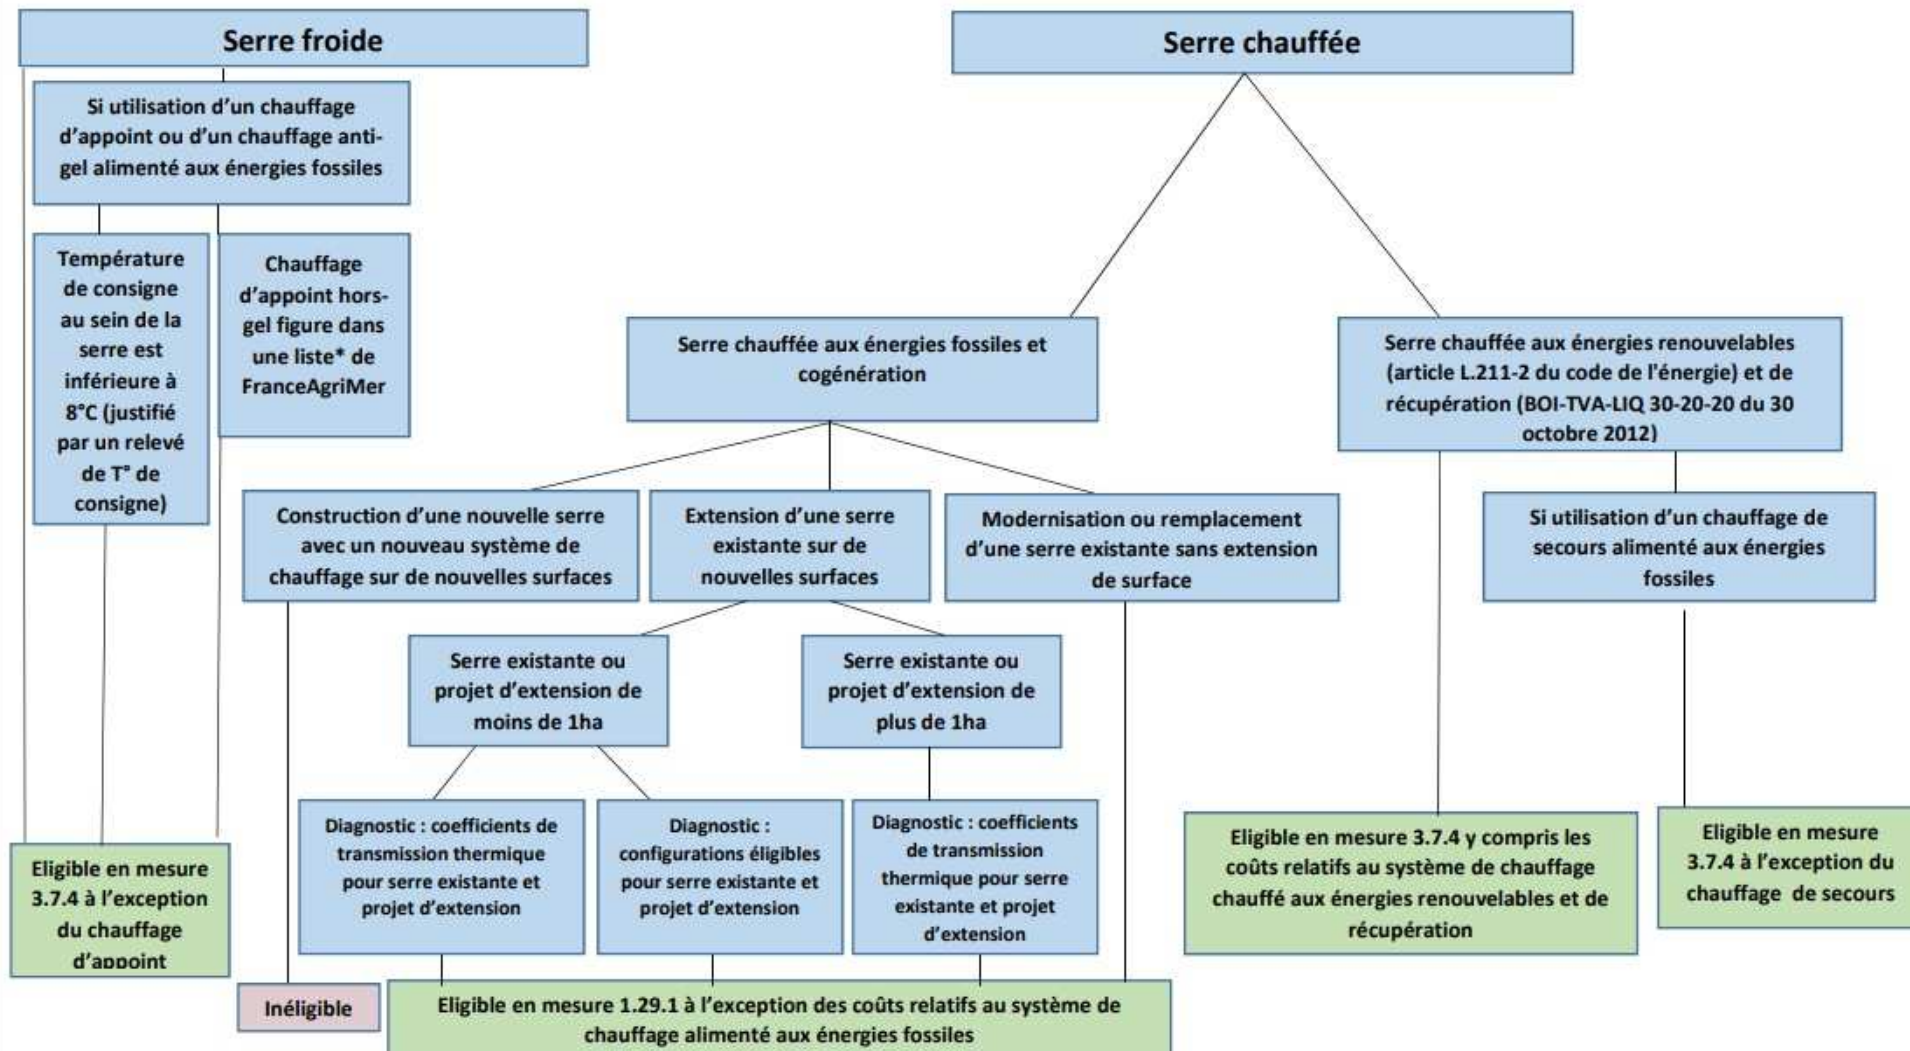 Serre froide
Si utilisation d’un chauffage
d’appoint ou d’un chauffage anti-
gel alimenté aux énergies fossiles
Température
de consigne
au sein de la
serre est
inférieure à
8°C (justifié
par un relevé
de T° de
consigne)
Chauffage
d’appoint hors-
gel figure dans
une liste* de
FranceAgriMer
Eligible en mesure
3.7.4 à l’exception
du chauffage
d’appoint
Serre chauffée
Serre chauffée aux énergies fossiles et
cogénération
Construction d’une nouvelle serre
avec un nouveau système de
chauffage sur de nouvelles surfaces
Extension d’une serre
existante sur de
nouvelles surfaces
Modernisation ou remplacement
d’une serre existante sans extension
de surface
Serre existante ou
projet d’extension de
moins de 1ha
Serre existante ou
projet d’extension de
plus de 1ha
Diagnostic : coefficients de
transmission thermique
pour serre existante et
projet d’extension
Diagnostic :
configurations éligibles
pour serre existante et
projet d’extension
Diagnostic : coefficients
de transmission
thermique pour serre
existante et projet
d’extension
Inéligible
Eligible en mesure 1.29.1 à l’exception des coûts relatifs au système de
chauffage alimenté aux énergies fossiles
Serre chauffée aux énergies renouvelables
(article L.211-2 du code de l'énergie) et de
récupération (BOI-TVA-LIQ 30-20-20 du 30
octobre 2012)
Si utilisation d’un chauffage de
secours alimenté aux énergies
fossiles
Eligible en mesure 3.7.4 y compris les
coûts relatifs au système de chauffage
chauffé aux énergies renouvelables et de
récupération
Eligible en mesure
3.7.4 à l’exception du
chauffage de secours